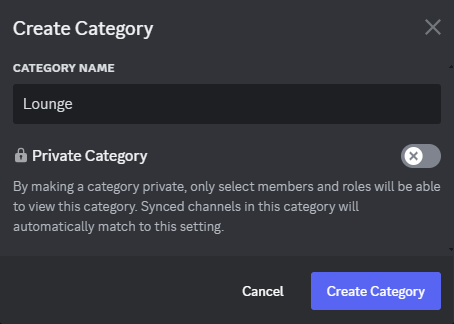 Create Category
CATEGORY NAME
Lounge
Private Category
By making a category private, only select members and roles will be able
to view this category. Synced channels in this category will
automatically match to this setting.
Cancel
Create Category